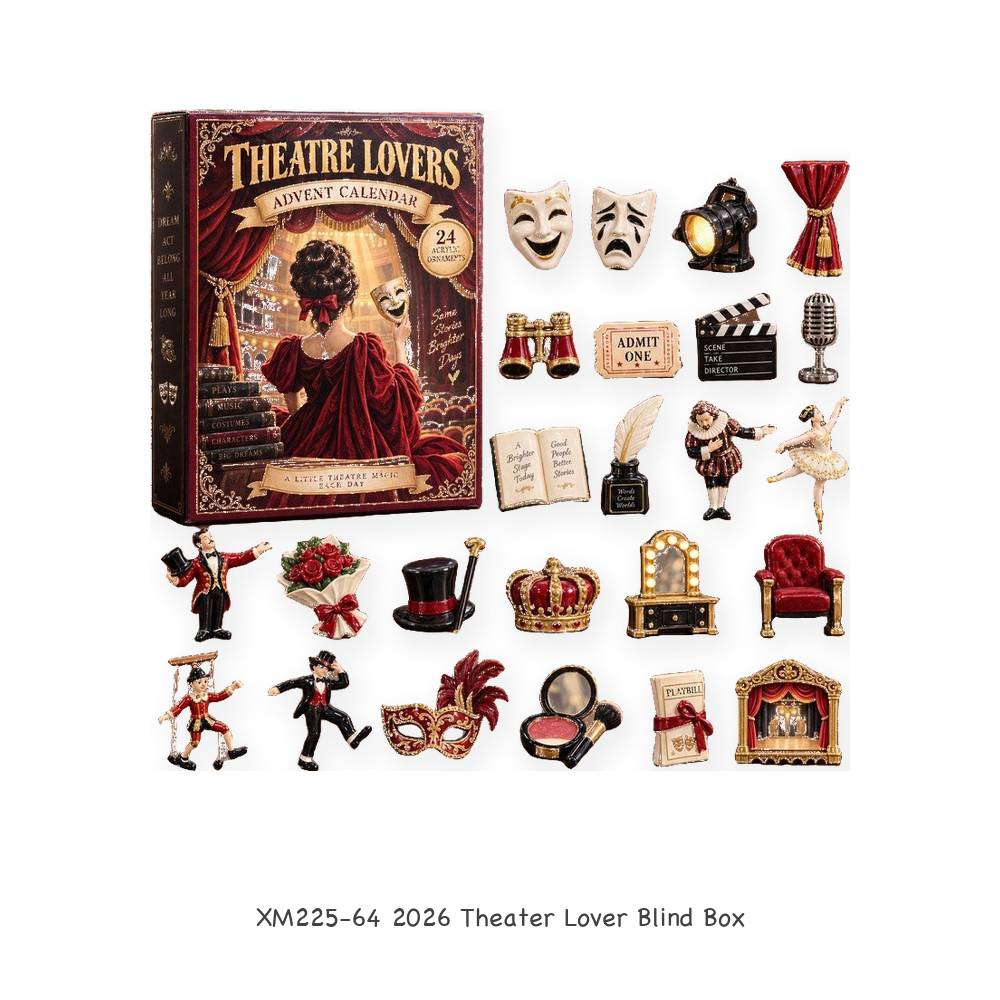 THEATRE LOVERS
ADVENT CALENDAR
24
ACRYLIC
ORNAMENTS
Same
Stories
Brighter
Days
DREAM
ACT
BELONG
ALL
YEAR
LONG
PLAYS
MUSIC
COSTUMES
CHARACTERS
BIG DREAMS
A LITTLE THEATRE MAGIC
EACH DAY
ADMIT
ONE
SCENE
TAKE
DIRECTOR
A
Brighter
Stage
Today
Good
People
Better
Stories
Words
Create
Worlds
PLAYBILL
XM225-64 2026 Theater Lover Blind Box